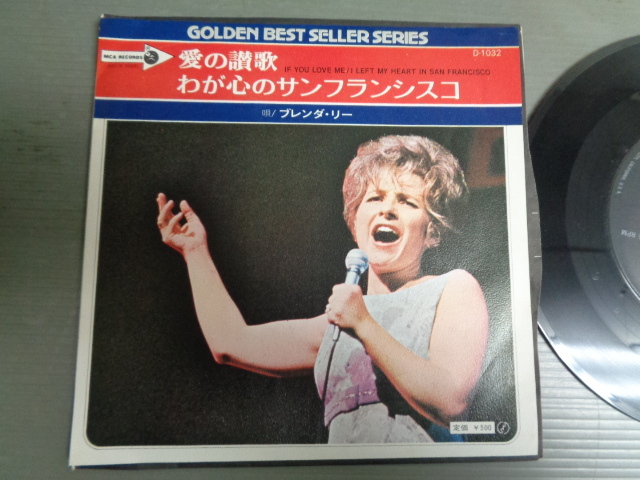 GOLDEN BEST SELLER SERIES
D-1032
MCA RECORDS
愛の讃歌
IF YOU LOVE ME/I LEFT MY HEART IN SAN FRANCISCO
わが心のサンフランシスコ
唄/ブレンダ・リー
定価 ￥500